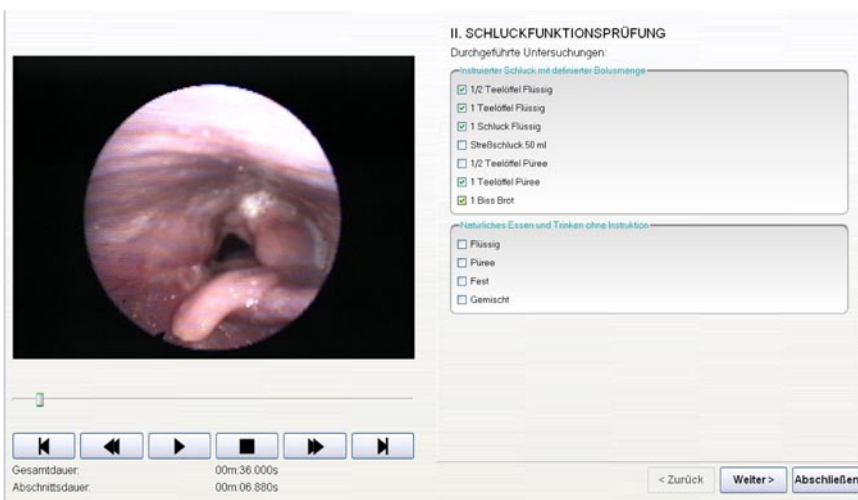 II. SCHLUCKFUNKTIONSPRÜFUNG
Durchgeführte Untersuchungen:
Instruierter Schluck mit definierter Bolusmenge
1/2 Teelöffel Flüssig
1 Teelöffel Flüssig
1 Schluck Flüssig
Streßschluck 50 ml
1/2 Teelöffel Püree
1 Teelöffel Püree
1 Biss Brot
Natürliches Essen und Trinken ohne Instruktion
Flüssig
Püree
Fest
Gemischt
Gesamtdauer: 00m:36.000s
Abschnittsdauer: 00m:06.880s
< Zurück Weiter > Abschließen